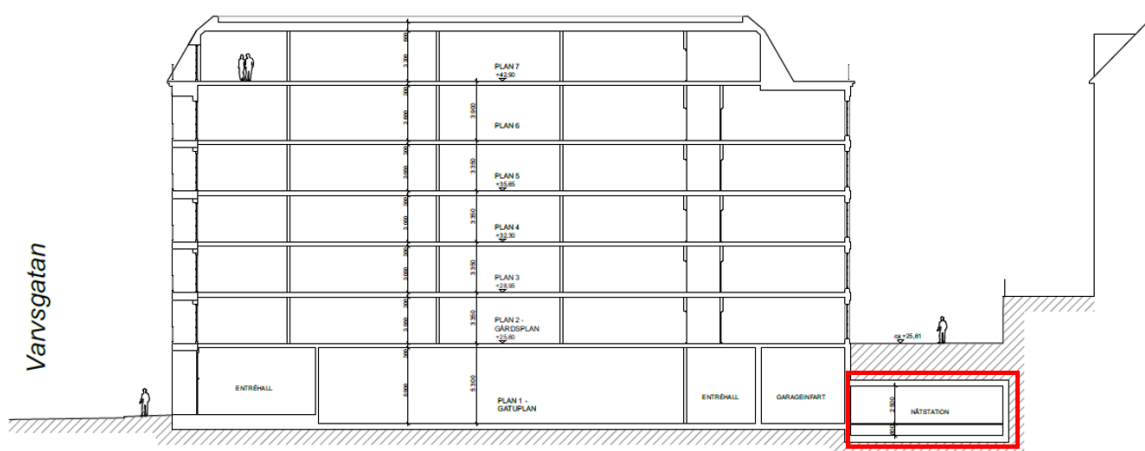 Varvsgatan
PLAN 7
+42,90
PLAN 6
3 900
PLAN 5
+35,65
3 350
PLAN 4
+32,30
3 350
PLAN 3
+28,95
3 350
PLAN 2 -
GÅRDSPLAN
+25,60
3 350
ca +25,61
ENTRÉHALL
PLAN 1 -
GATUPLAN
5 300
ENTRÉHALL
GARAGEINFART
NÄTSTATION
2 500